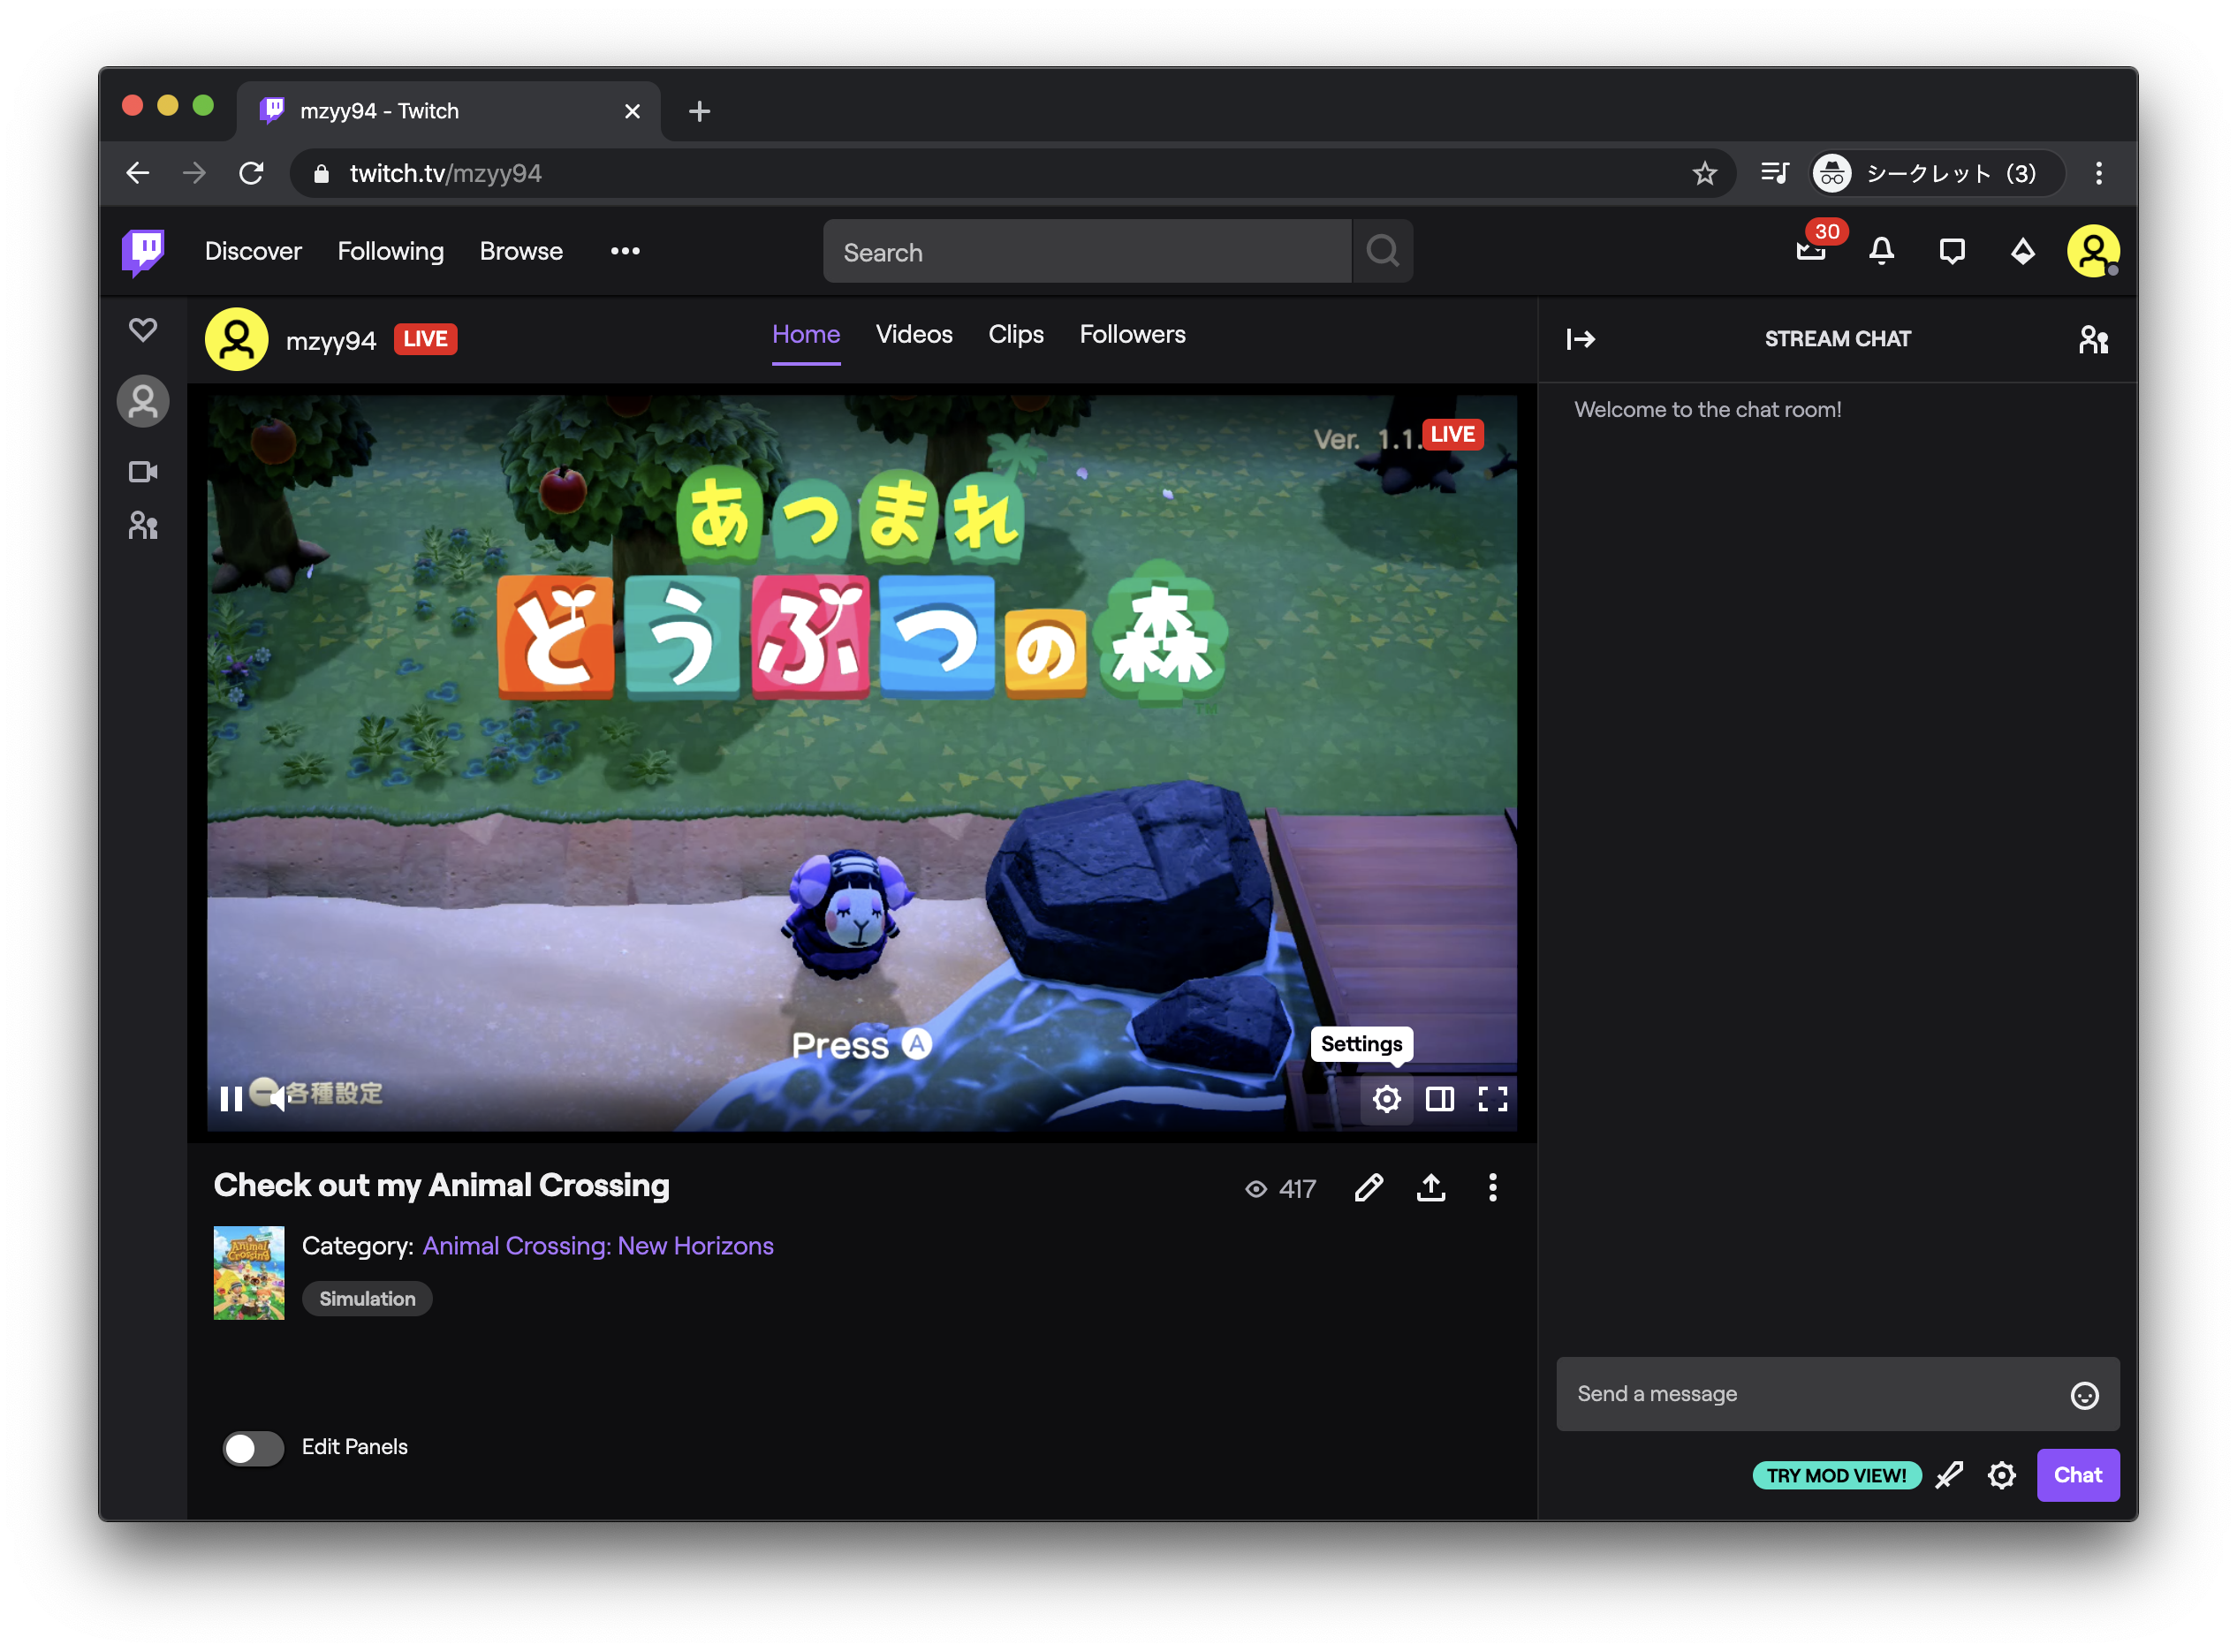 mzyy94 - Twitch
twitch.tv/mzyy94
シークレット (3)
Discover Following Browse
Search
30
mzyy94 LIVE
Home Videos Clips Followers
STREAM CHAT
Welcome to the chat room!
Ver. 1.1. LIVE
あつまれ
どうぶつの森
TM
Press A
Settings
各種設定
Check out my Animal Crossing
417
Animal Crossing
Category: Animal Crossing: New Horizons
Simulation
Edit Panels
Send a message
TRY MOD VIEW!
Chat